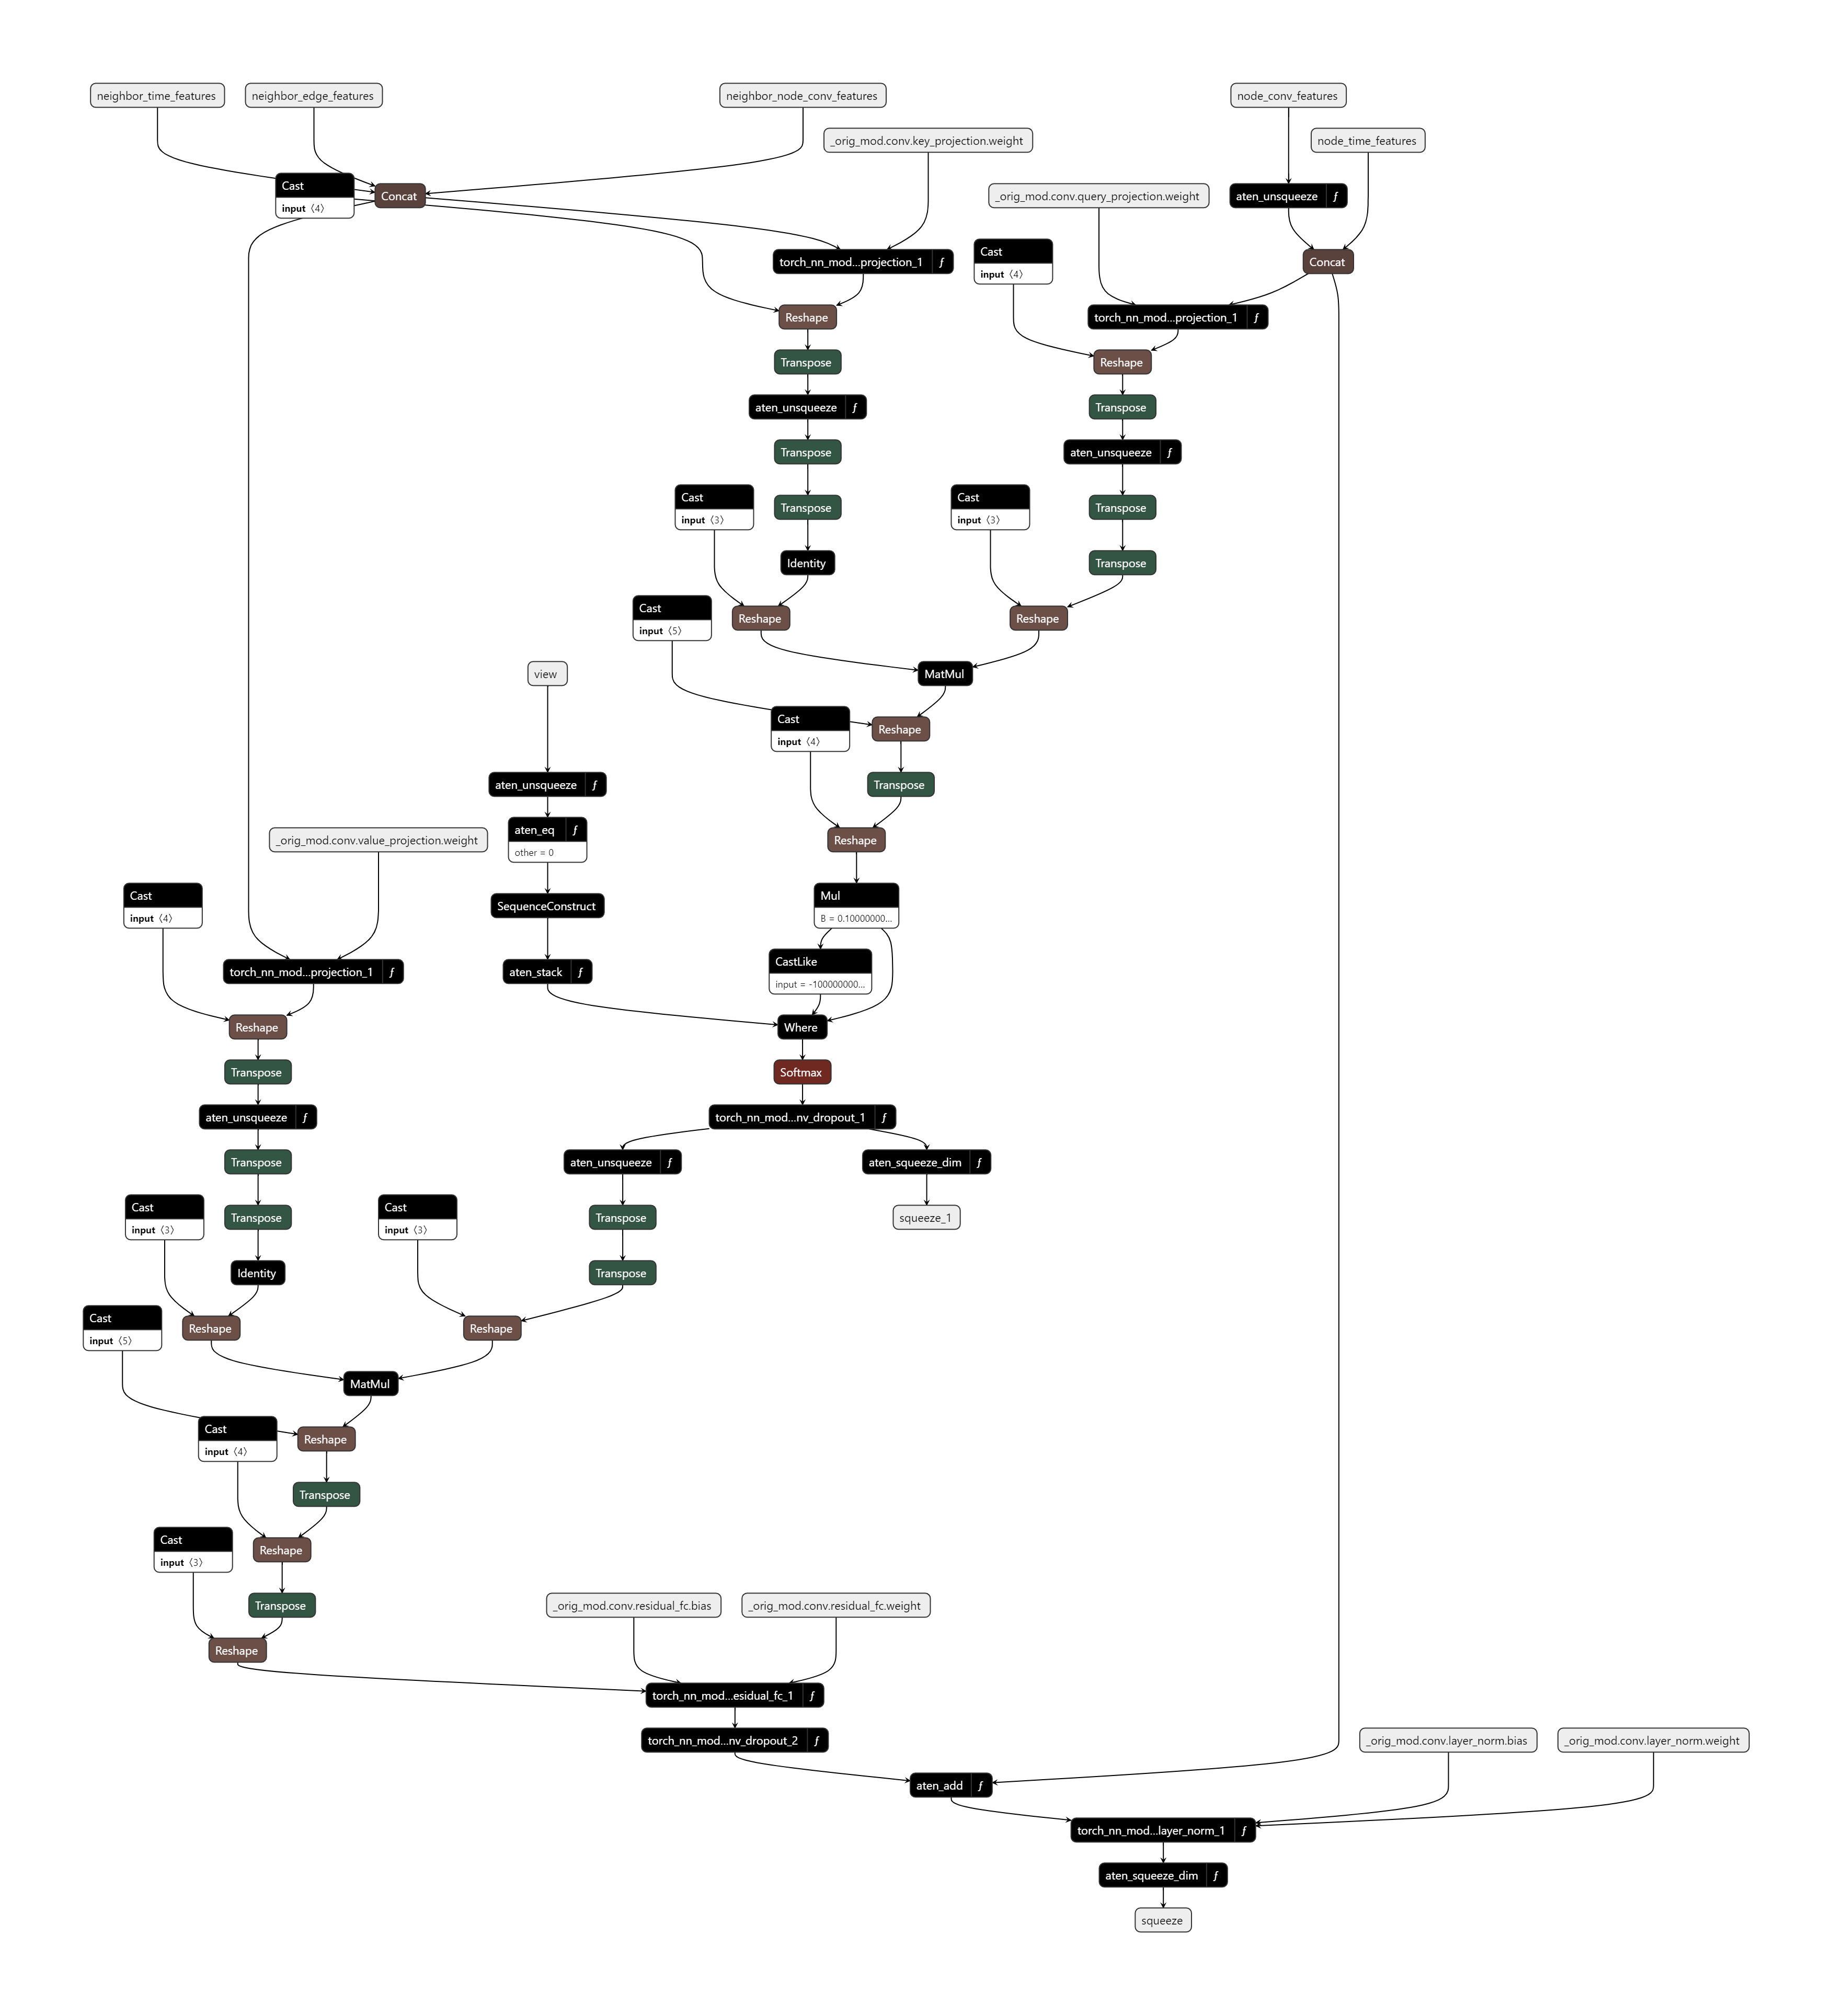 neighbor_time_features
neighbor_edge_features
neighbor_node_conv_features
node_conv_features
_orig_mod.conv.key_projection.weight
node_time_features
Cast
input 〈4〉
Concat
_orig_mod.conv.query_projection.weight
aten_unsqueeze ƒ
Cast
input 〈4〉
torch_nn_mod...projection_1 ƒ
Concat
Reshape
torch_nn_mod...projection_1 ƒ
Transpose
Reshape
aten_unsqueeze ƒ
Transpose
Transpose
aten_unsqueeze ƒ
Cast
input 〈3〉
Transpose
Cast
input 〈3〉
Transpose
Identity
Transpose
Cast
input 〈5〉
Reshape
Reshape
view
MatMul
Cast
input 〈4〉
Reshape
aten_unsqueeze ƒ
Transpose
_orig_mod.conv.value_projection.weight
aten_eq ƒ
other = 0
Reshape
Cast
input 〈4〉
SequenceConstruct
Mul
B = 0.10000000...
torch_nn_mod...projection_1 ƒ
aten_stack ƒ
CastLike
input = -100000000...
Reshape
Where
Transpose
Softmax
aten_unsqueeze ƒ
torch_nn_mod...nv_dropout_1 ƒ
Transpose
aten_unsqueeze ƒ
aten_squeeze_dim ƒ
Cast
input 〈3〉
Transpose
Cast
input 〈3〉
Transpose
squeeze_1
Identity
Transpose
Cast
input 〈5〉
Reshape
Reshape
MatMul
Cast
input 〈4〉
Reshape
Transpose
Cast
input 〈3〉
Reshape
Transpose
_orig_mod.conv.residual_fc.bias
_orig_mod.conv.residual_fc.weight
Reshape
torch_nn_mod...esidual_fc_1 ƒ
torch_nn_mod...nv_dropout_2 ƒ
_orig_mod.conv.layer_norm.bias
_orig_mod.conv.layer_norm.weight
aten_add ƒ
torch_nn_mod...layer_norm_1 ƒ
aten_squeeze_dim ƒ
squeeze